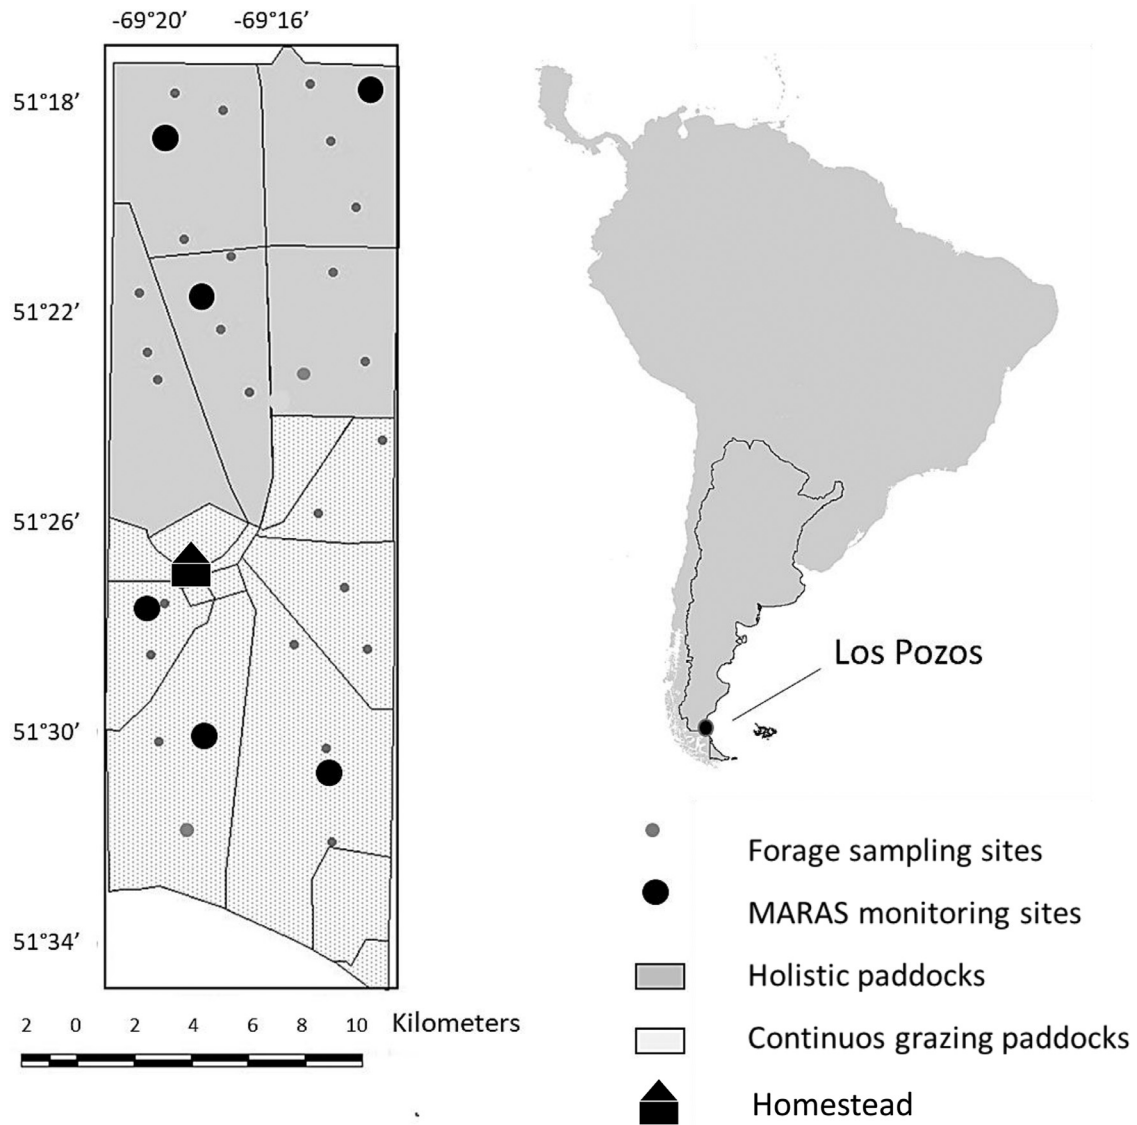 -69°20’ -69°16’
51°18’
51°22’
51°26’
51°30’
51°34’
2 0 2 4 6 8 10 Kilometers
Los Pozos
Forage sampling sites
MARAS monitoring sites
Holistic paddocks
Continuos grazing paddocks
Homestead